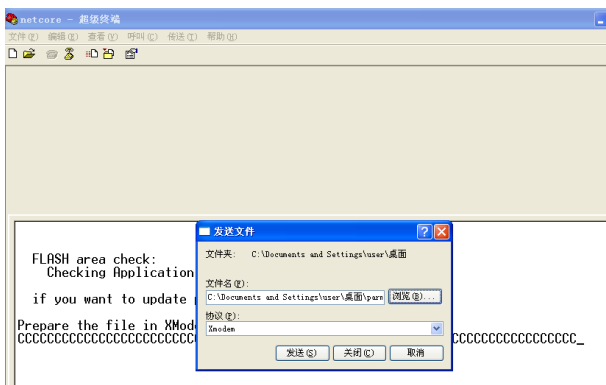 netcore - 超级终端
文件(F) 编辑(E) 查看(V) 呼叫(C) 传送(T) 帮助(H)
发送文件
文件夹: C:\Documents and Settings\user\桌面
文件名(F):
C:\Documents and Settings\user\桌面\parm
浏览(B)...
协议(P):
Xmodem
发送(S) 关闭(C) 取消
FLASH area check:
Checking Application
if you want to update
Prepare the file in XMod
CCCCCCCCCCCCCCCCCCCCCCCCC CCCCCCCCCCCCCCCCC_